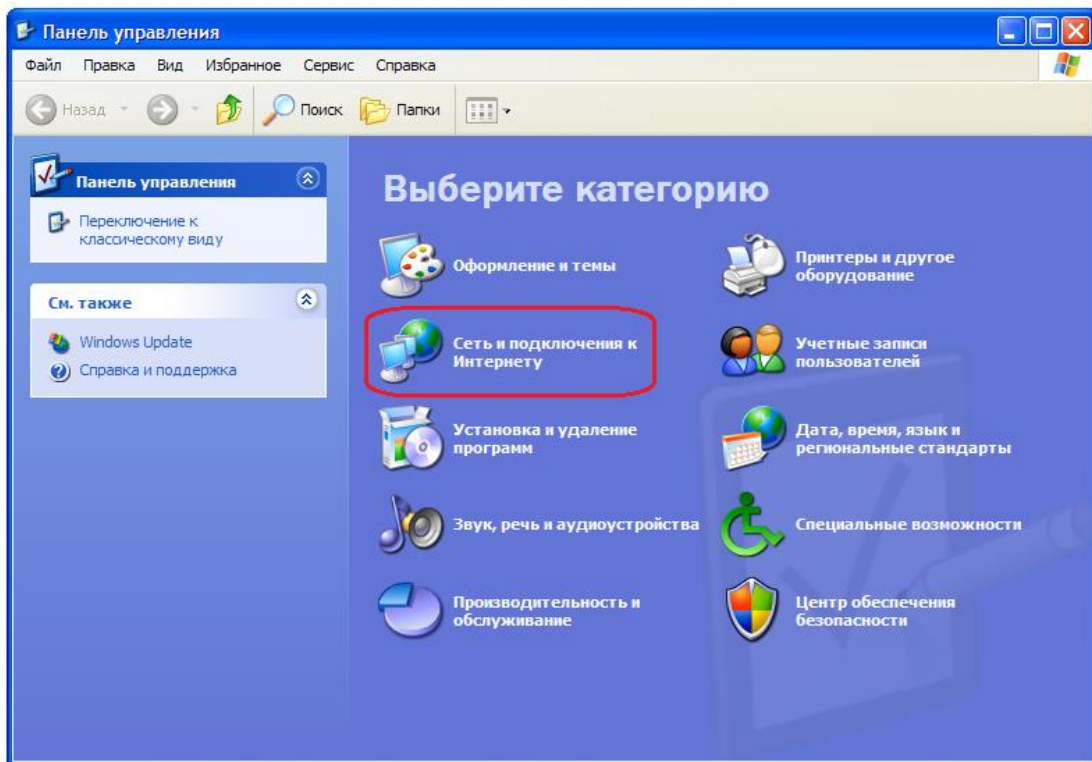 Панель управления
Файл Правка Вид Избранное Сервис Справка
Назад Поиск Папки
Панель управления
Переключение к
классическому виду
См. также
Windows Update
Справка и поддержка
Выберите категорию
Оформление и темы
Принтеры и другое
оборудование
Сеть и подключения к
Интернету
Учетные записи
пользователей
Установка и удаление
программ
Дата, время, язык и
региональные стандарты
Звук, речь и аудиоустройства
Специальные возможности
Производительность и
обслуживание
Центр обеспечения
безопасности